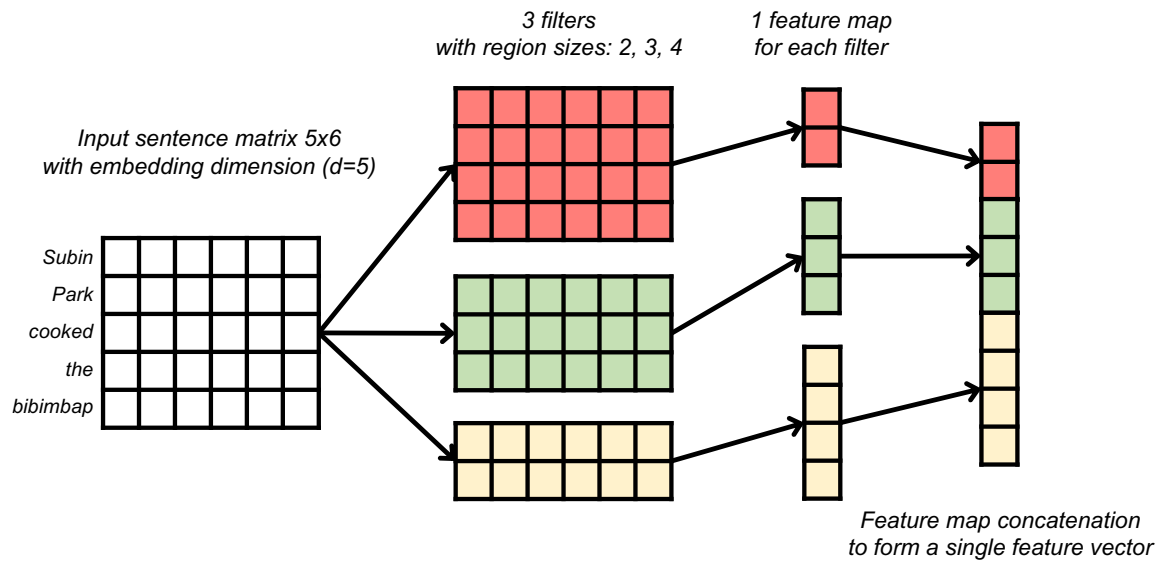 3 filters
with region sizes: 2, 3, 4
1 feature map
for each filter
Input sentence matrix 5x6
with embedding dimension (d=5)
Subin
Park
cooked
the
bibimbap
Feature map concatenation
to form a single feature vector